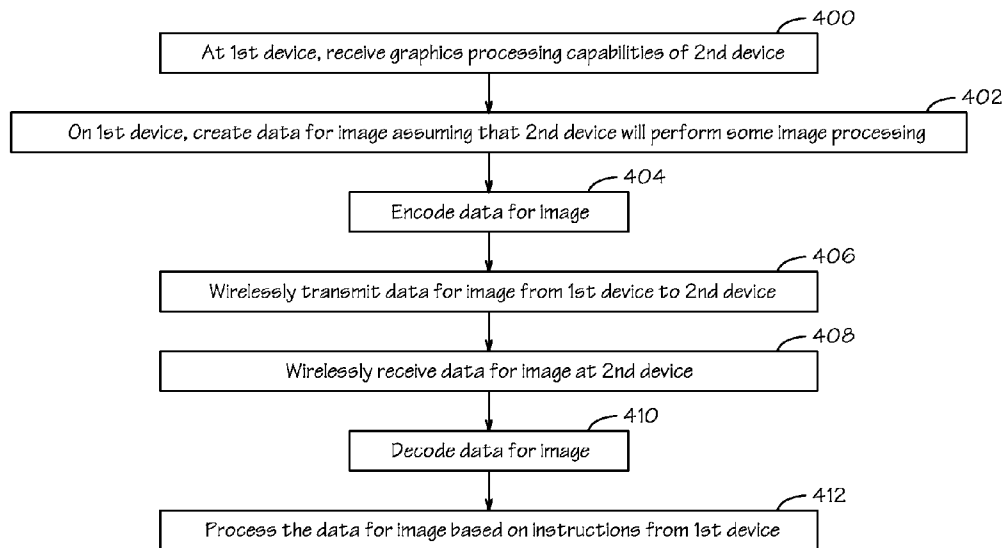 400
At 1st device, receive graphics processing capabilities of 2nd device
402
On 1st device, create data for image assuming that 2nd device will perform some image processing
404
Encode data for image
406
Wirelessly transmit data for image from 1st device to 2nd device
408
Wirelessly receive data for image at 2nd device
410
Decode data for image
412
Process the data for image based on instructions from 1st device